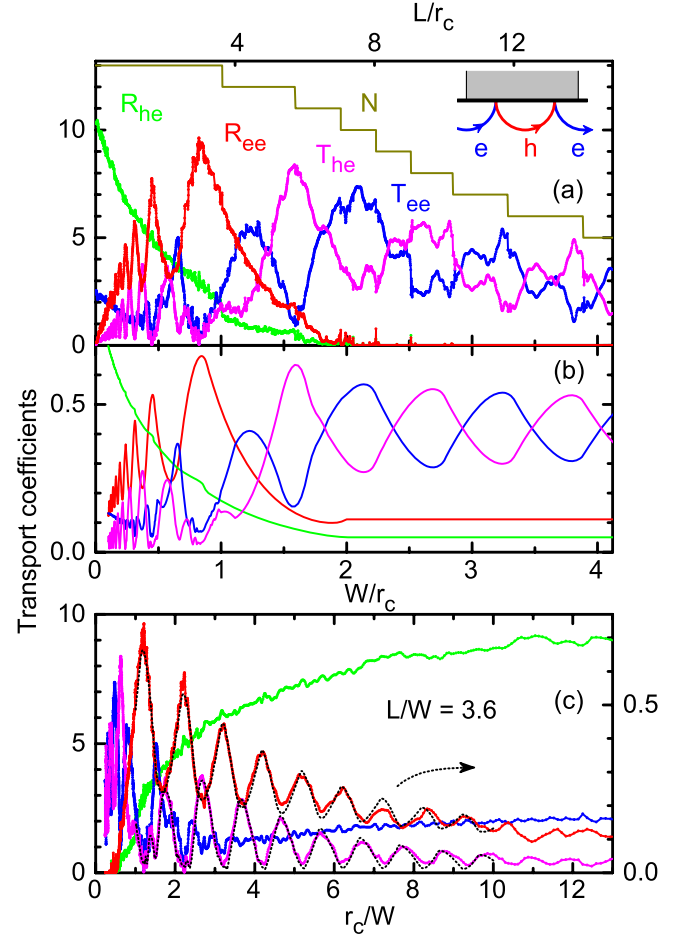 L/r_c
4 8 12
R_he
R_ee
N
T_he
T_ee
e h e
(a)
10
5
0
(b)
0.5
0.0
0 1 2 3 4
W/r_c
Transport coefficients
10
5
0
(c)
L/W = 3.6
0.5
0.0
0 2 4 6 8 10 12
r_c/W